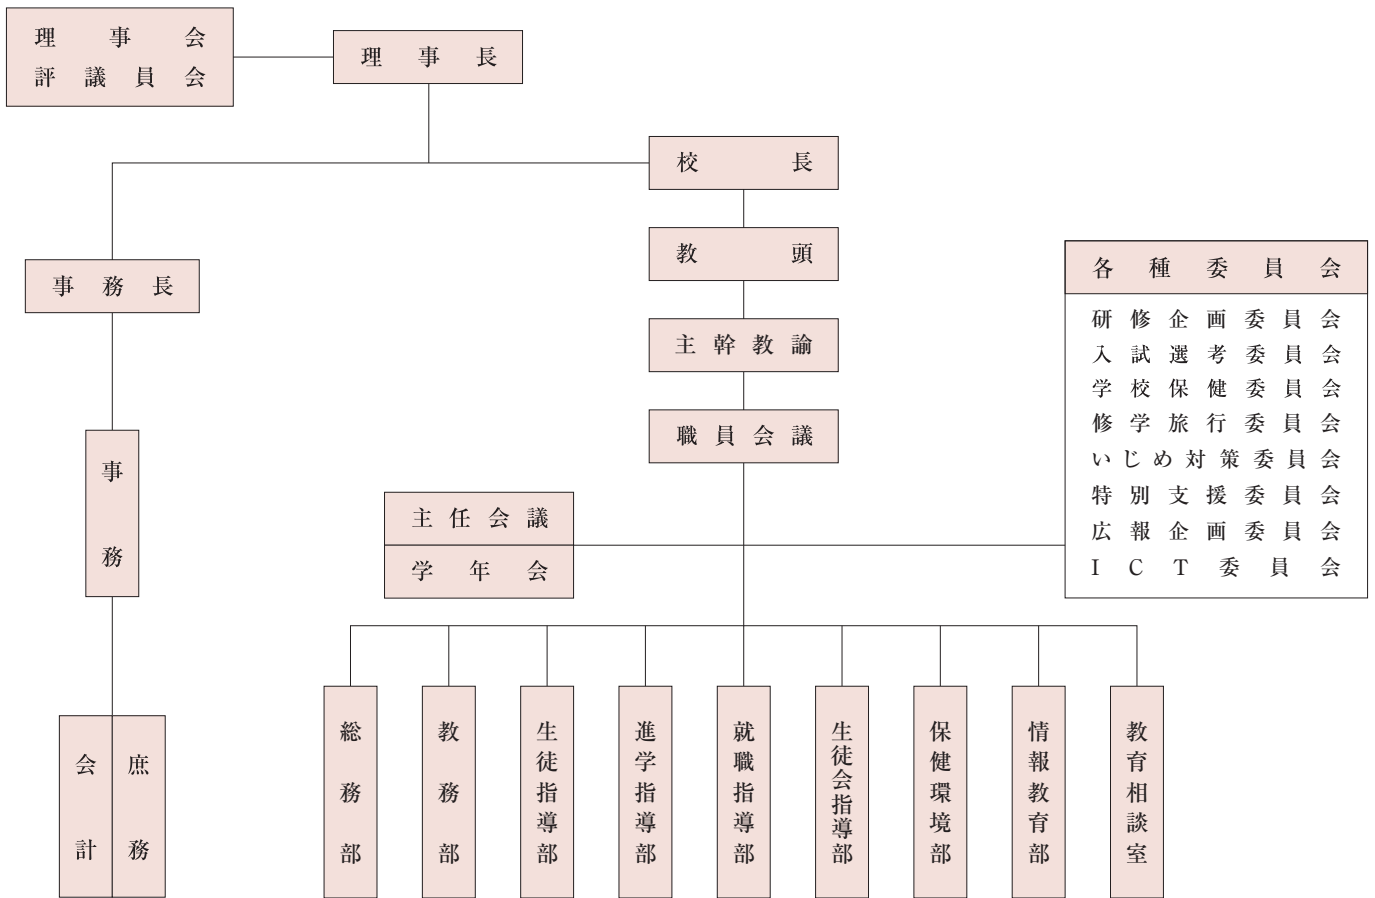 理事会
評議員会
理事長
校長
教頭
事務長
主幹教諭
職員会議
各種委員会
研修企画委員会
入試選考委員会
学校保健委員会
修学旅行委員会
いじめ対策委員会
特別支援委員会
広報企画委員会
ICT委員会
主任会議
学年会
事務
会計
庶務
総務部
教務部
生徒指導部
進学指導部
就職指導部
生徒会指導部
保健環境部
情報教育部
教育相談室